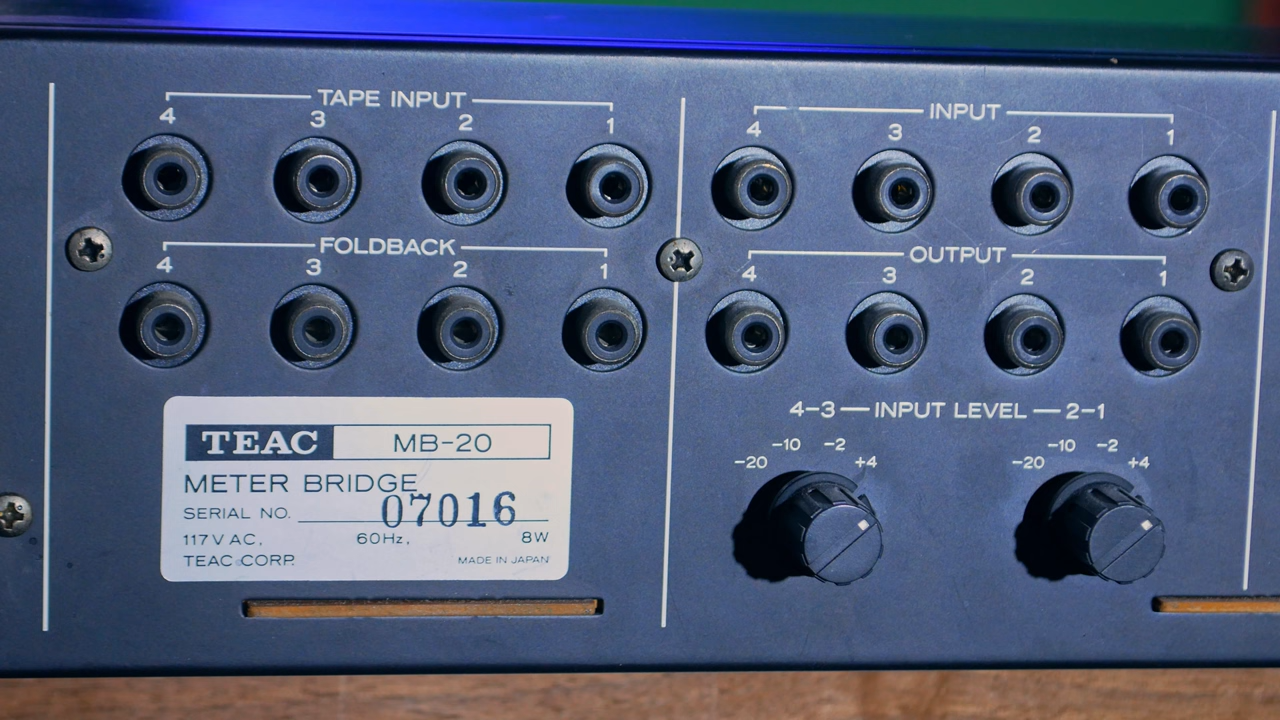 TAPE INPUT
4 3 2 1
FOLDBACK
4 3 2 1
TEAC MB-20
METER BRIDGE
SERIAL NO. 07016
117V AC, 60Hz, 8W
TEAC CORP. MADE IN JAPAN
INPUT
4 3 2 1
OUTPUT
4 3 2 1
4-3 — INPUT LEVEL — 2-1
-20 -10 -2 +4
-20 -10 -2 +4